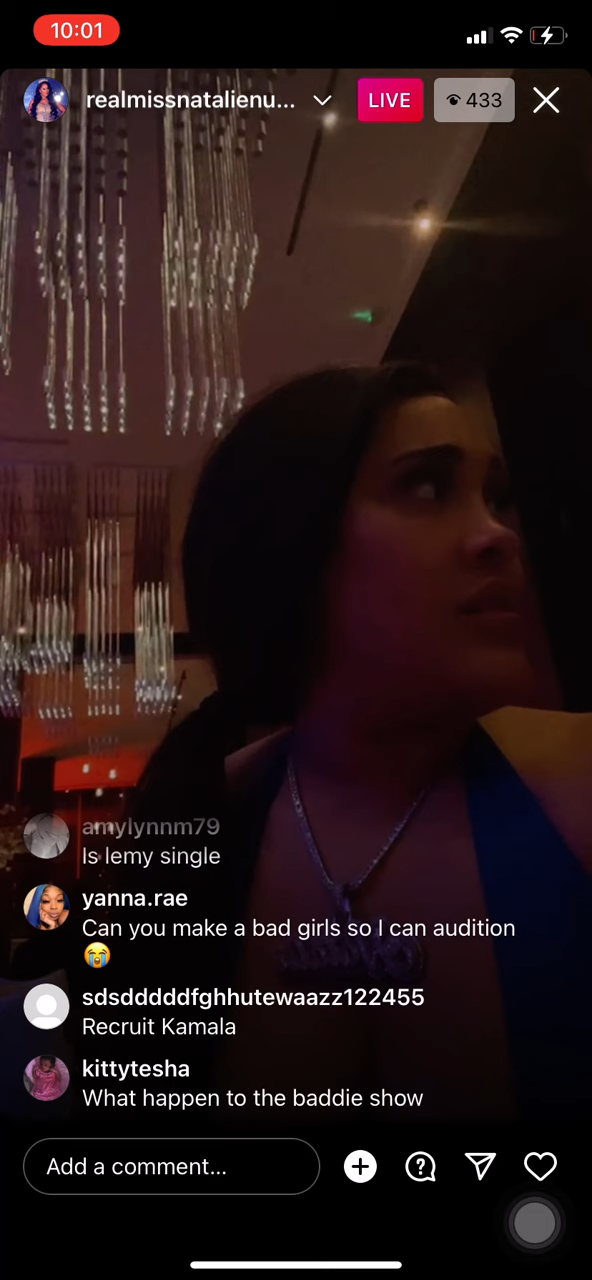 10:01
realmissnatalienu...
LIVE
433
amylynnm79
Is lemy single
yanna.rae
Can you make a bad girls so I can audition
😭
sdsdddddfghhutewaazz122455
Recruit Kamala
kittytesha
What happen to the baddie show
Add a comment...